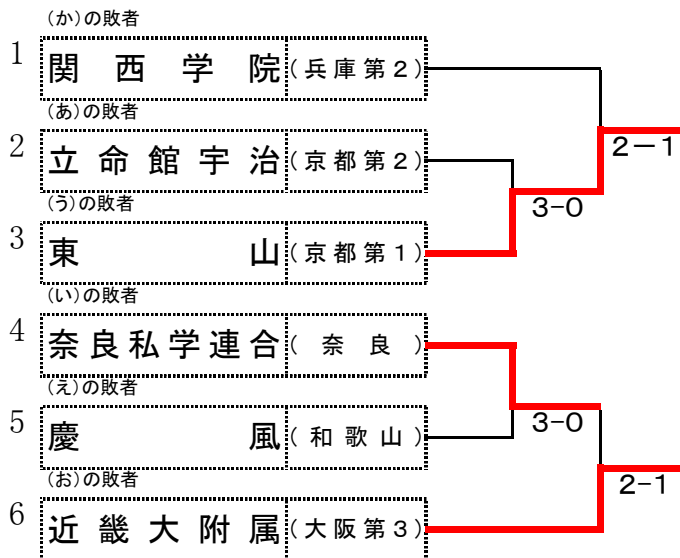 (か)の敗者
1 関西学院(兵庫第2)
(あ)の敗者
2 立命館宇治(京都第2)
(う)の敗者
3 東山(京都第1)
(い)の敗者
4 奈良私学連合(奈良)
(え)の敗者
5 慶風(和歌山)
(お)の敗者
6 近畿大附属(大阪第3)
2-1
3-0
3-0
2-1